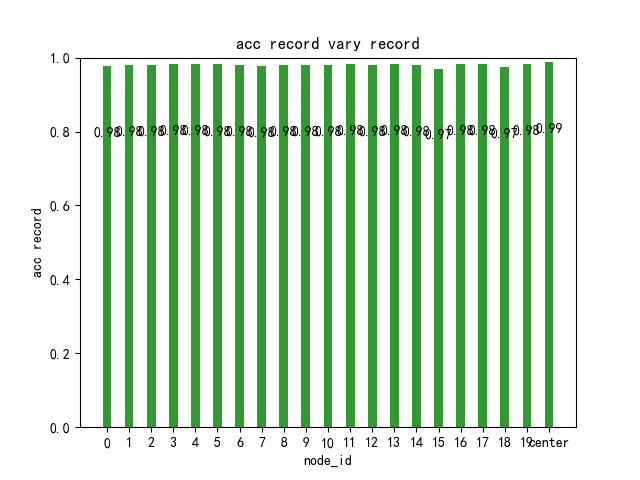 acc record vary record
1.0
0.8
0.6
0.4
0.2
0.0
acc record
0.98 0.98 0.98 0.98 0.98 0.98 0.98 0.98 0.98 0.98 0.98 0.98 0.98 0.98 0.98 0.97 0.98 0.98 0.97 0.98 0.99
0 1 2 3 4 5 6 7 8 9 10 11 12 13 14 15 16 17 18 19 center
node_id